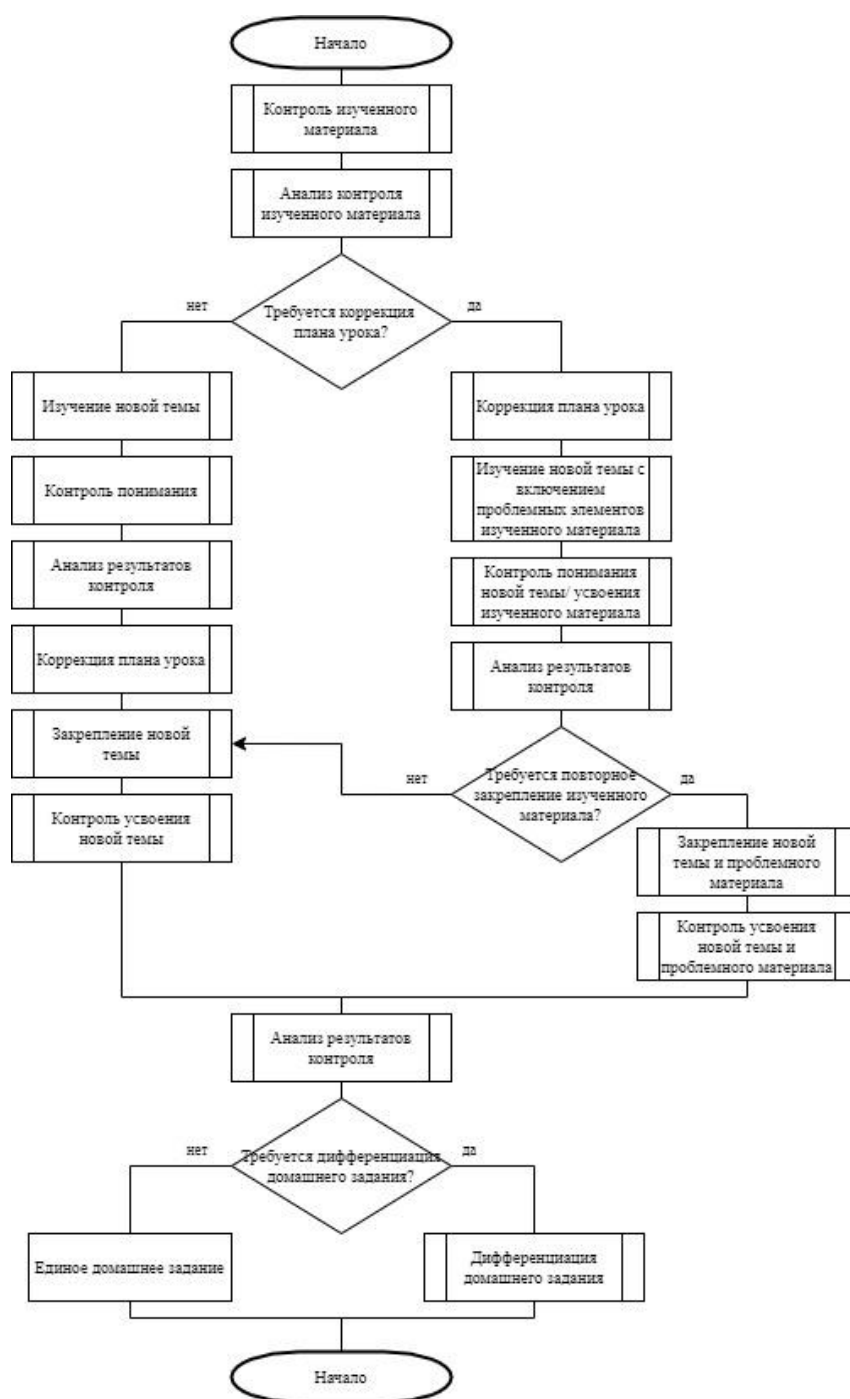 Начало
Контроль изученного
материала
Анализ контроля
изученного материала
нет
да
Требуется коррекция
плана урока?
Изучение новой темы
Контроль понимания
Анализ результатов
контроля
Коррекция плана урока
Закрепление новой
темы
Контроль усвоения
новой темы
Коррекция плана урока
Изучение новой темы с
включением
проблемных элементов
изученного материала
Контроль понимания
новой темы/ усвоения
изученного материала
Анализ результатов
контроля
нет
да
Требуется повторное
закрепление изученного
материала?
Закрепление новой
темы и проблемного
материала
Контроль усвоения
новой темы и
проблемного материала
Анализ результатов
контроля
нет
да
Требуется дифференциация
домашнего задания?
Единое домашнее задание
Дифференциация
домашнего задания
Начало